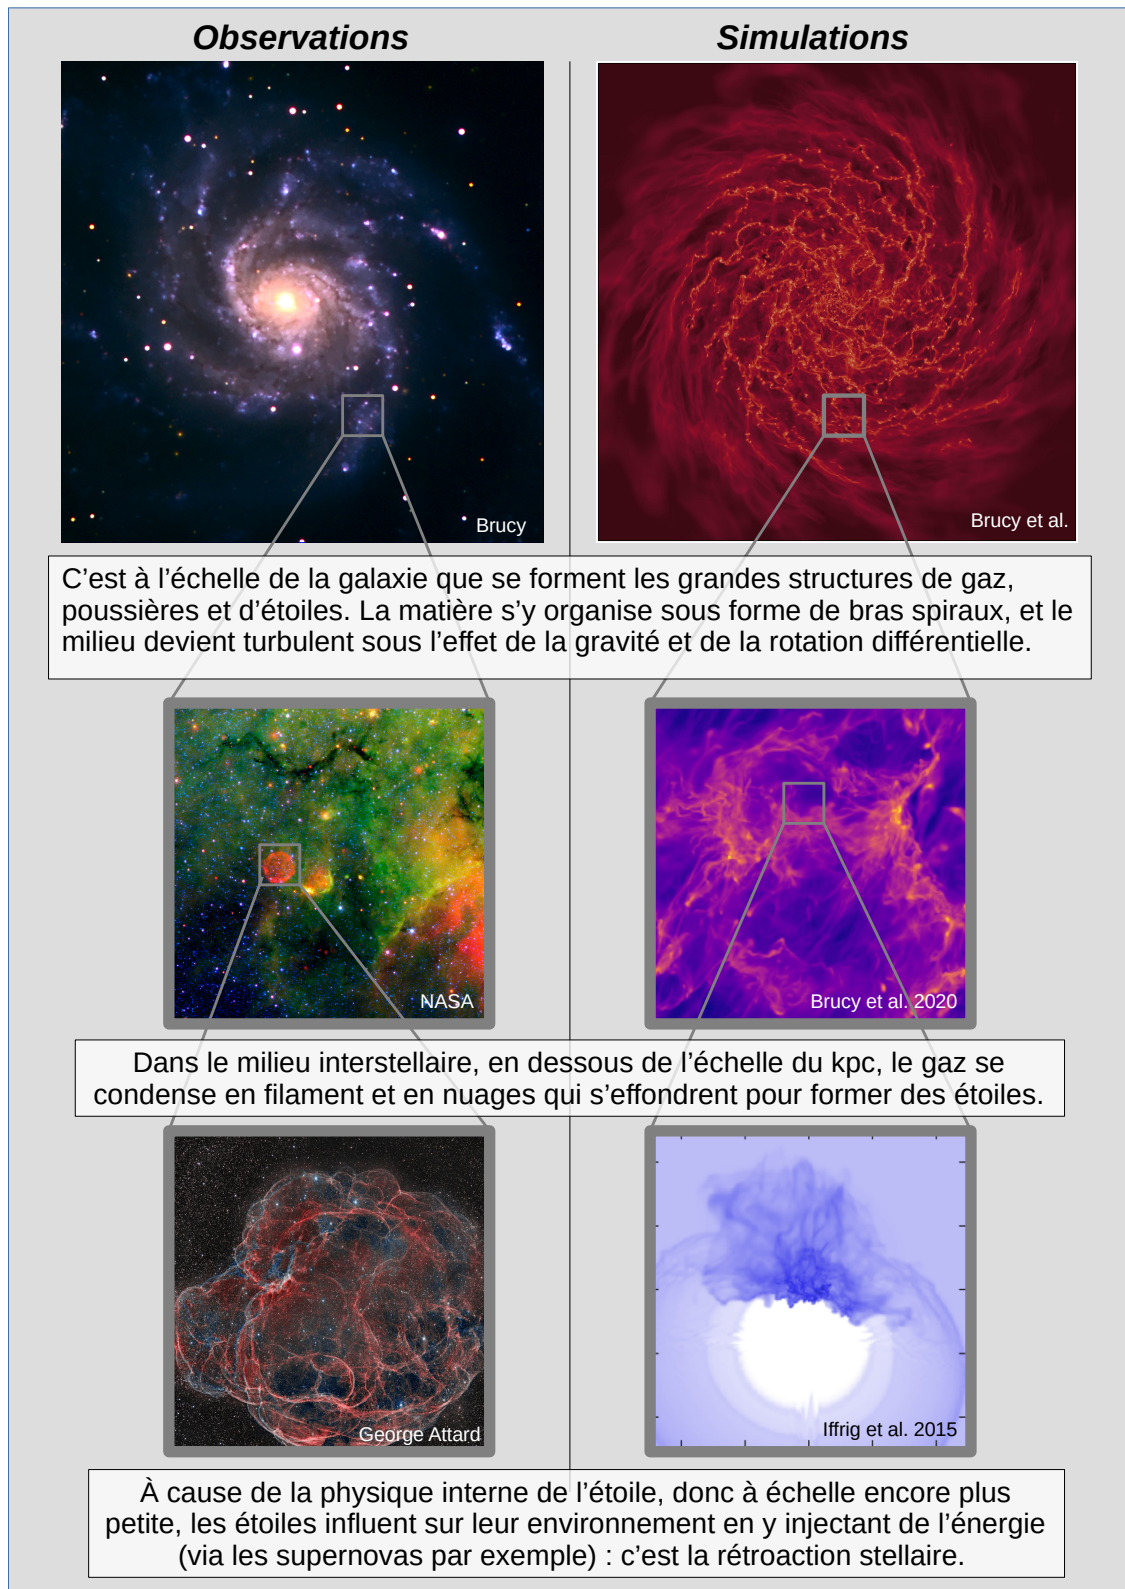 Observations
Simulations
Brucy
Brucy et al.
C’est à l’échelle de la galaxie que se forment les grandes structures de gaz,
poussières et d’étoiles. La matière s’y organise sous forme de bras spiraux, et le
milieu devient turbulent sous l’effet de la gravité et de la rotation différentielle.
NASA
Brucy et al. 2020
Dans le milieu interstellaire, en dessous de l’échelle du kpc, le gaz se
condense en filament et en nuages qui s’effondrent pour former des étoiles.
George Attard
Iffrig et al. 2015
À cause de la physique interne de l’étoile, donc à échelle encore plus
petite, les étoiles influent sur leur environnement en y injectant de l’énergie
(via les supernovas par exemple) : c’est la rétroaction stellaire.